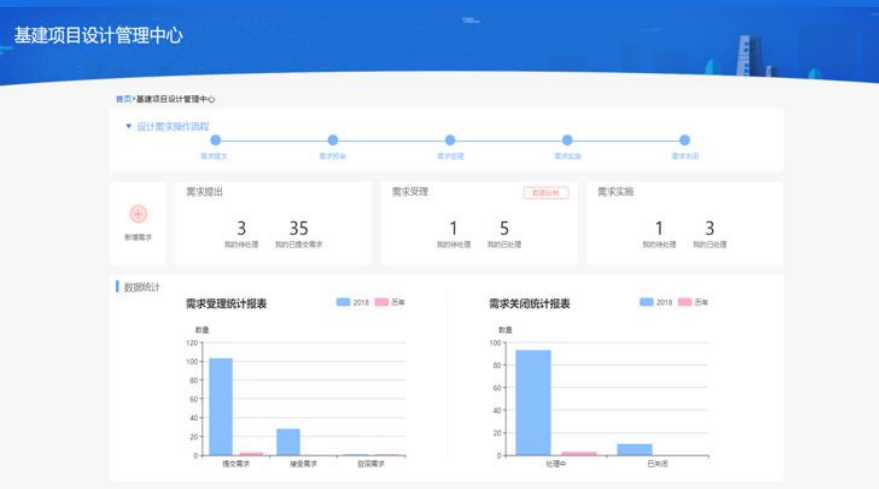 基建项目设计管理中心
首页>基建项目设计管理中心
设计需求操作流程
需求提交 需求预审 需求受理 需求实施 需求关闭
新增需求
需求提出
3 35
我的待处理 我的已提交需求
需求受理
1 5
我的待处理 我的已处理
需求实施
1 3
我的待处理 我的已处理
数据统计
需求受理统计报表 2018 历年
数量
120
100
80
60
40
20
0
提交需求 接受需求 驳回需求
需求关闭统计报表 2018 历年
数量
100
80
60
40
20
0
处理中 已关闭